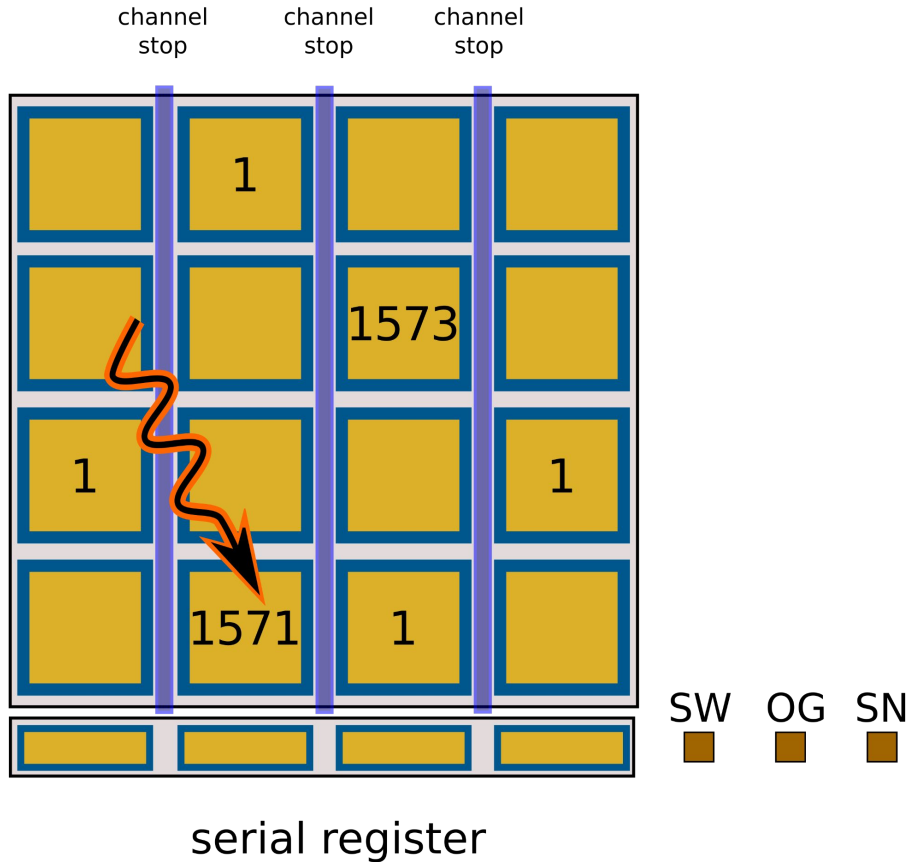 channel stop
channel stop
channel stop
1
1573
1
1
1571
1
SW
OG
SN
serial register